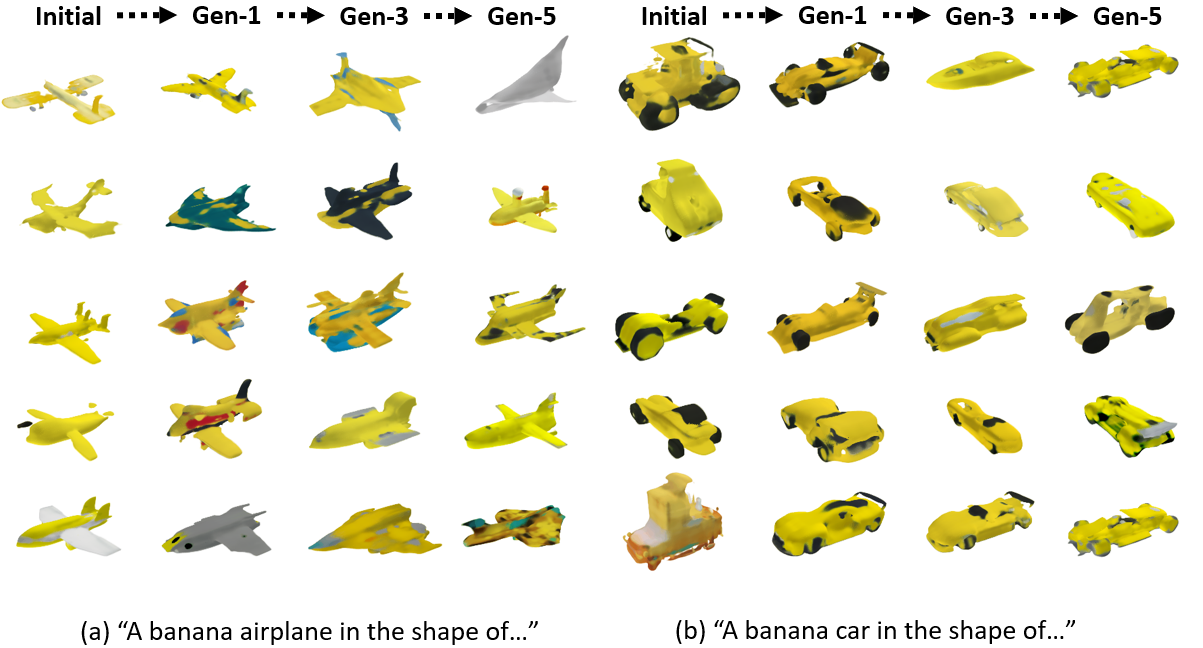 Initial Gen-1 Gen-3 Gen-5 Initial Gen-1 Gen-3 Gen-5
(a) “A banana airplane in the shape of…” (b) “A banana car in the shape of…”